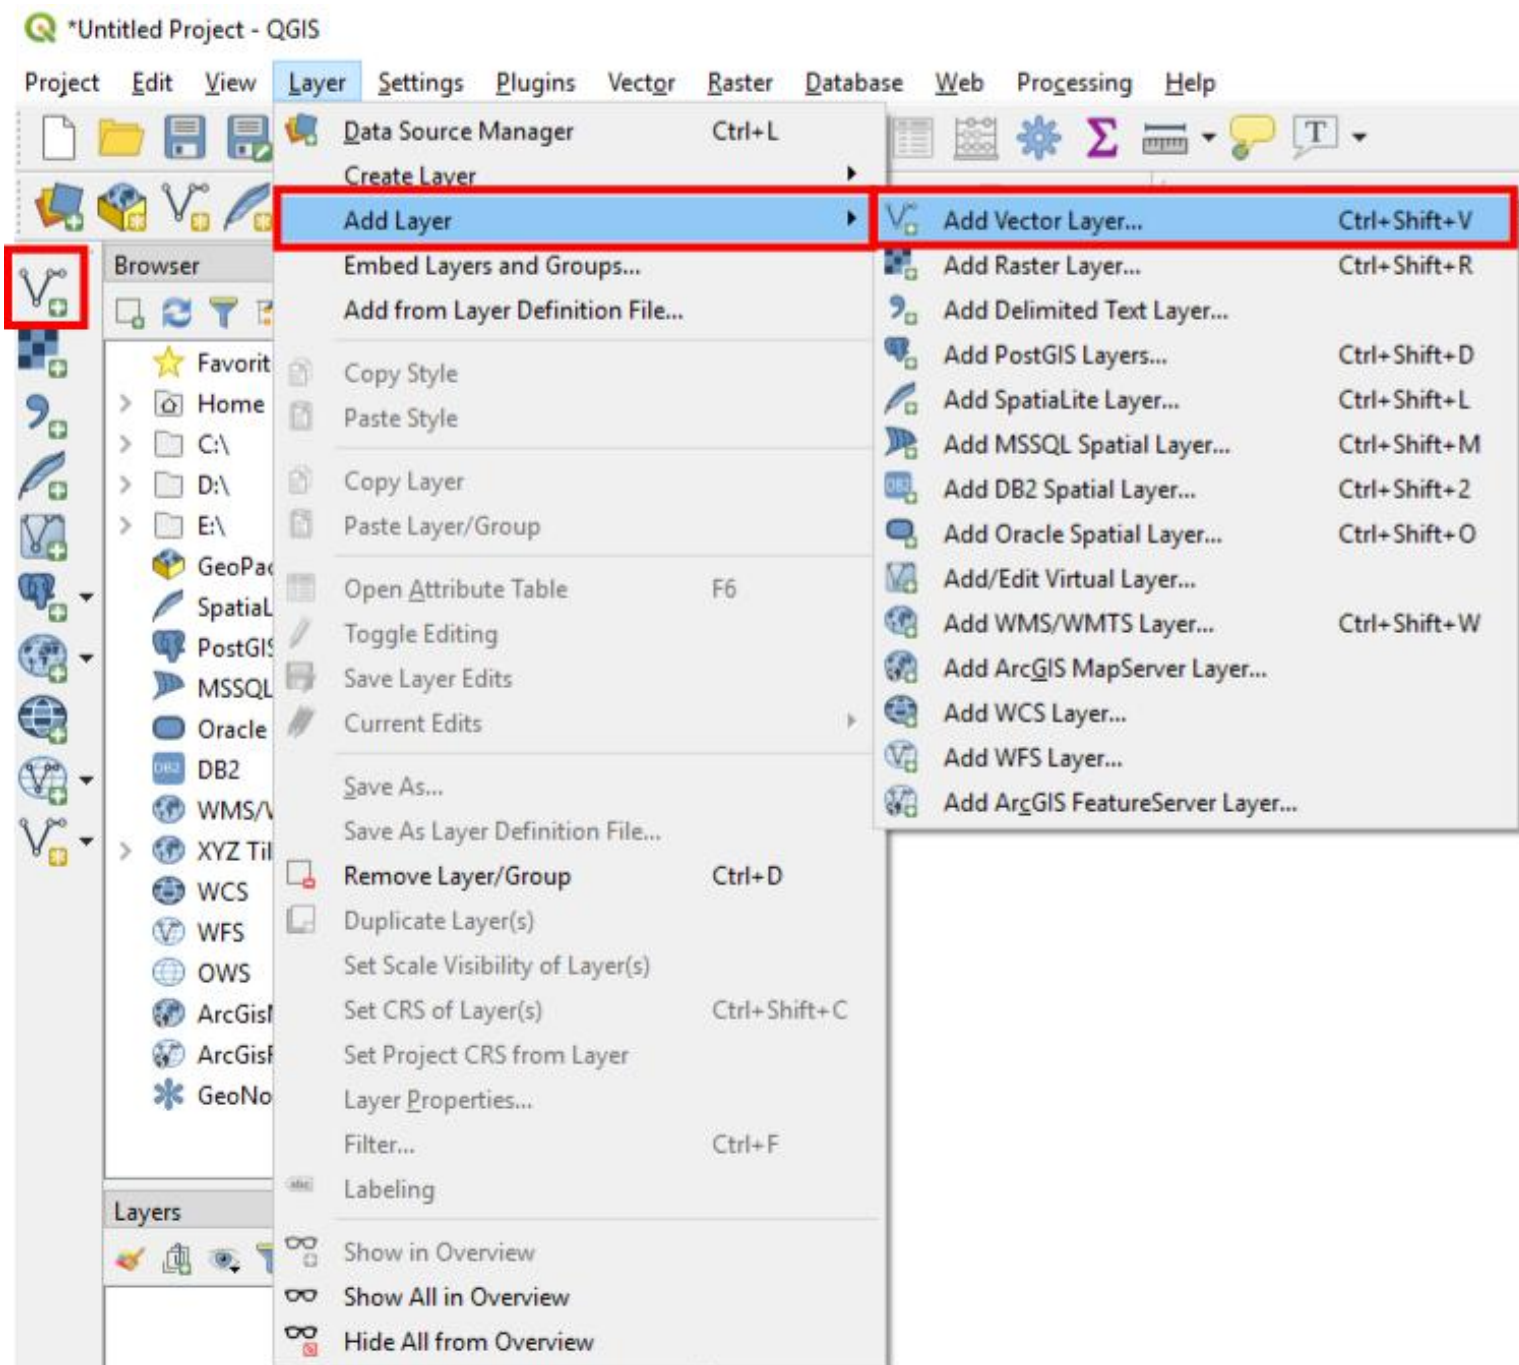 *Untitled Project - QGIS
Project Edit View Layer Settings Plugins Vector Raster Database Web Processing Help
Data Source Manager Ctrl+L
Create Layer
Add Layer
Embed Layers and Groups...
Add from Layer Definition File...
Copy Style
Paste Style
Copy Layer
Paste Layer/Group
Open Attribute Table F6
Toggle Editing
Save Layer Edits
Current Edits
Save As...
Save As Layer Definition File...
Remove Layer/Group Ctrl+D
Duplicate Layer(s)
Set Scale Visibility of Layer(s)
Set CRS of Layer(s) Ctrl+Shift+C
Set Project CRS from Layer
Layer Properties...
Filter... Ctrl+F
abc Labeling
Show in Overview
Show All in Overview
Hide All from Overview
Add Vector Layer... Ctrl+Shift+V
Add Raster Layer... Ctrl+Shift+R
Add Delimited Text Layer...
Add PostGIS Layers... Ctrl+Shift+D
Add SpatiaLite Layer... Ctrl+Shift+L
Add MSSQL Spatial Layer... Ctrl+Shift+M
DB2 Add DB2 Spatial Layer... Ctrl+Shift+2
Add Oracle Spatial Layer... Ctrl+Shift+O
Add/Edit Virtual Layer...
Add WMS/WMTS Layer... Ctrl+Shift+W
Add ArcGIS MapServer Layer...
Add WCS Layer...
Add WFS Layer...
Add ArcGIS FeatureServer Layer...
Browser
Favorit
Home
C:\
D:\
E:\
GeoPac
SpatiaL
PostGIS
MSSQL
Oracle
DB2 DB2
WMS/W
XYZ Til
WCS
WFS
OWS
ArcGisM
ArcGisF
GeoNo
Layers